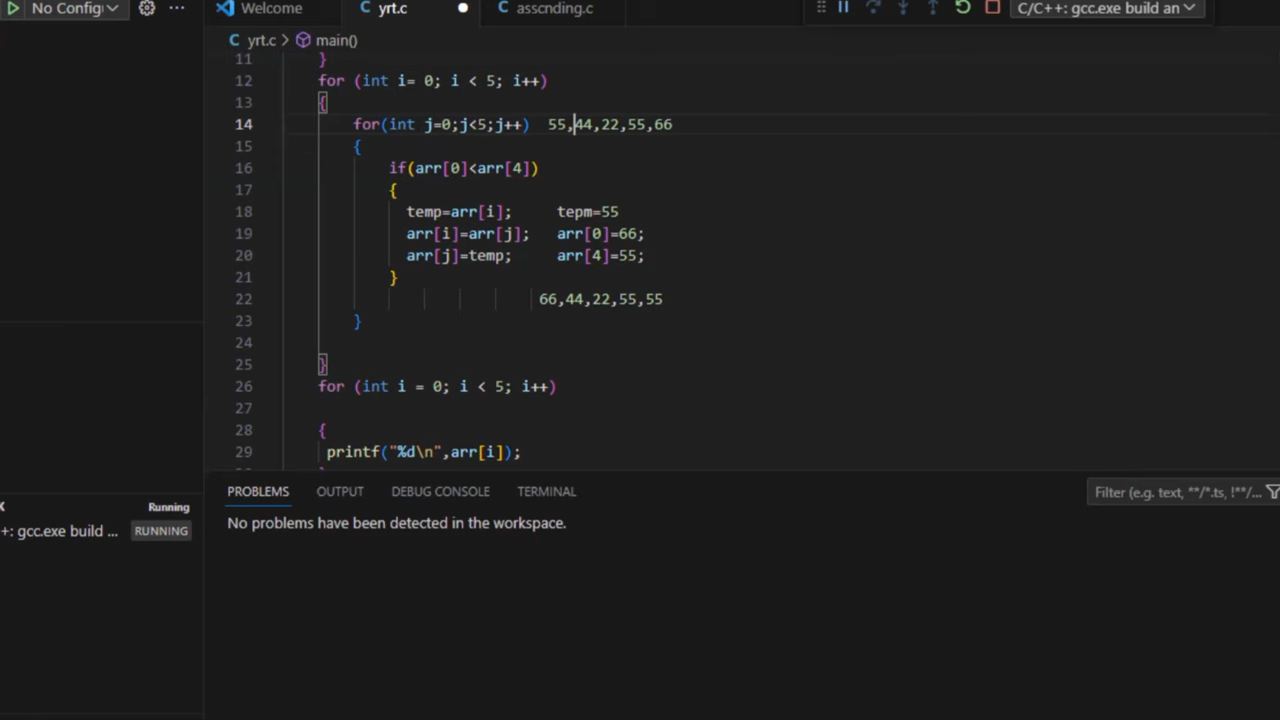 No Config
Welcome
C yrt.c
C asscnding.c
C/C++: gcc.exe build an
C yrt.c > main()
11 }
12 for (int i= 0; i < 5; i++)
13 {
14 for(int j=0;j<5;j++) 55,44,22,55,66
15 {
16 if(arr[0]<arr[4])
17 {
18 temp=arr[i]; tepm=55
19 arr[i]=arr[j]; arr[0]=66;
20 arr[j]=temp; arr[4]=55;
21 }
22 66,44,22,55,55
23 }
24
25 }
26 for (int i = 0; i < 5; i++)
27
28 {
29 printf("%d\n",arr[i]);
PROBLEMS OUTPUT DEBUG CONSOLE TERMINAL
Filter (e.g. text, **/*.ts, !**/...
No problems have been detected in the workspace.
Running
+: gcc.exe build ... RUNNING